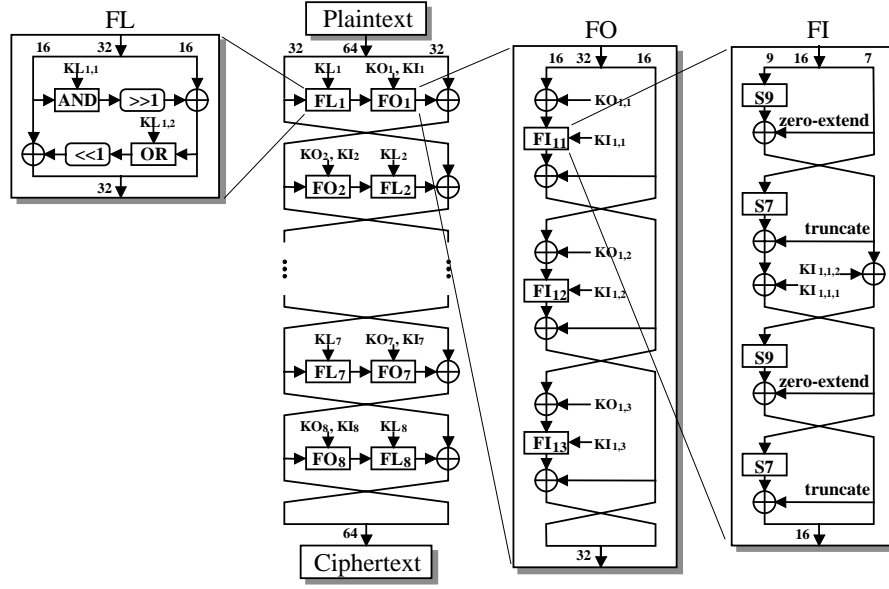 FL
16 32 16
KL1,1
AND >>1
KL1,2
<<1 OR
32
Plaintext
32 64 32
KL1 KO1, KI1
FL1 FO1
KO2, KI2 KL2
FO2 FL2
KL7 KO7, KI7
FL7 FO7
KO8, KI8 KL8
FO8 FL8
64
Ciphertext
FO
16 32 16
KO1,1
FI11 KI1,1
KO1,2
FI12 KI1,2
KO1,3
FI13 KI1,3
32
FI
9 16 7
S9
zero-extend
S7
truncate
KI1,1,2
KI1,1,1
S9
zero-extend
S7
truncate
16